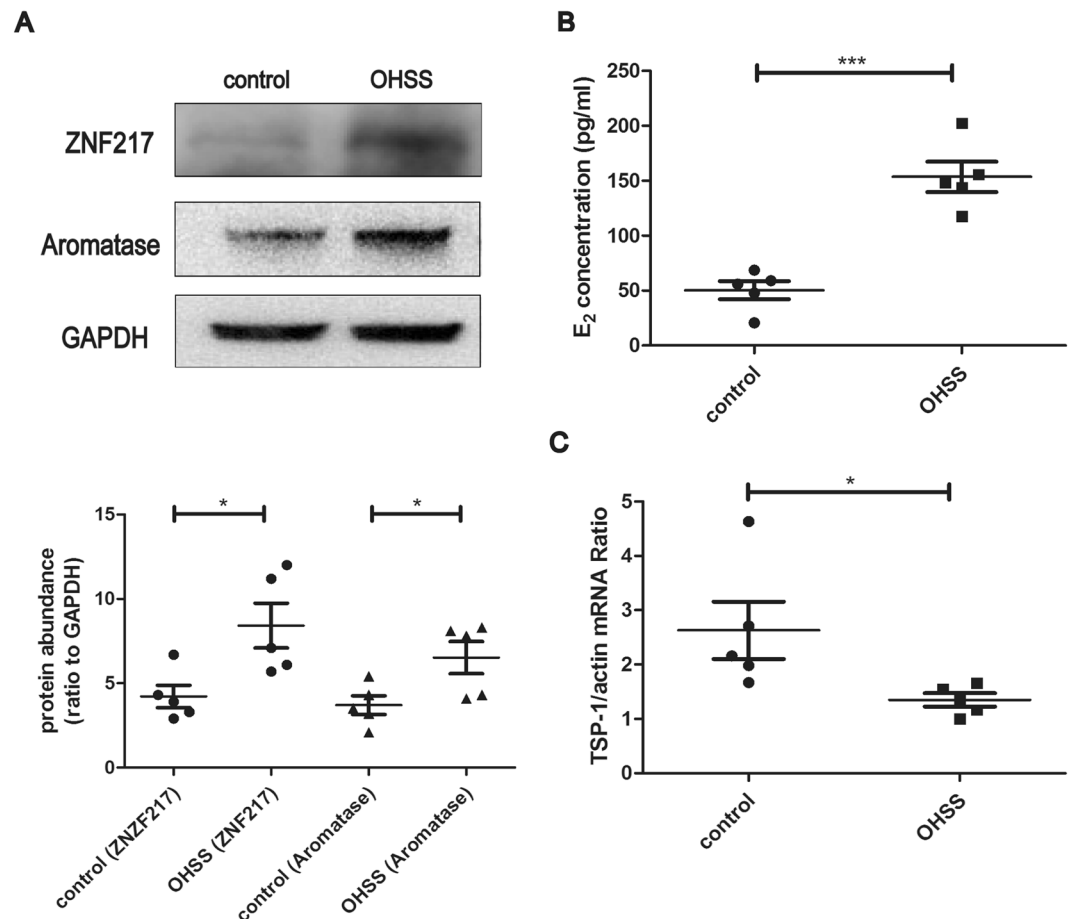 A
control OHSS
ZNF217
Aromatase
GAPDH
protein abundance
(ratio to GAPDH)
15
10
5
0
*
*
control (ZNZF217)
OHSS (ZNF217)
control (Aromatase)
OHSS (Aromatase)
B
E₂ concentration (pg/ml)
250
200
150
100
50
0
***
control
OHSS
C
TSP-1/actin mRNA Ratio
5
4
3
2
1
0
*
control
OHSS